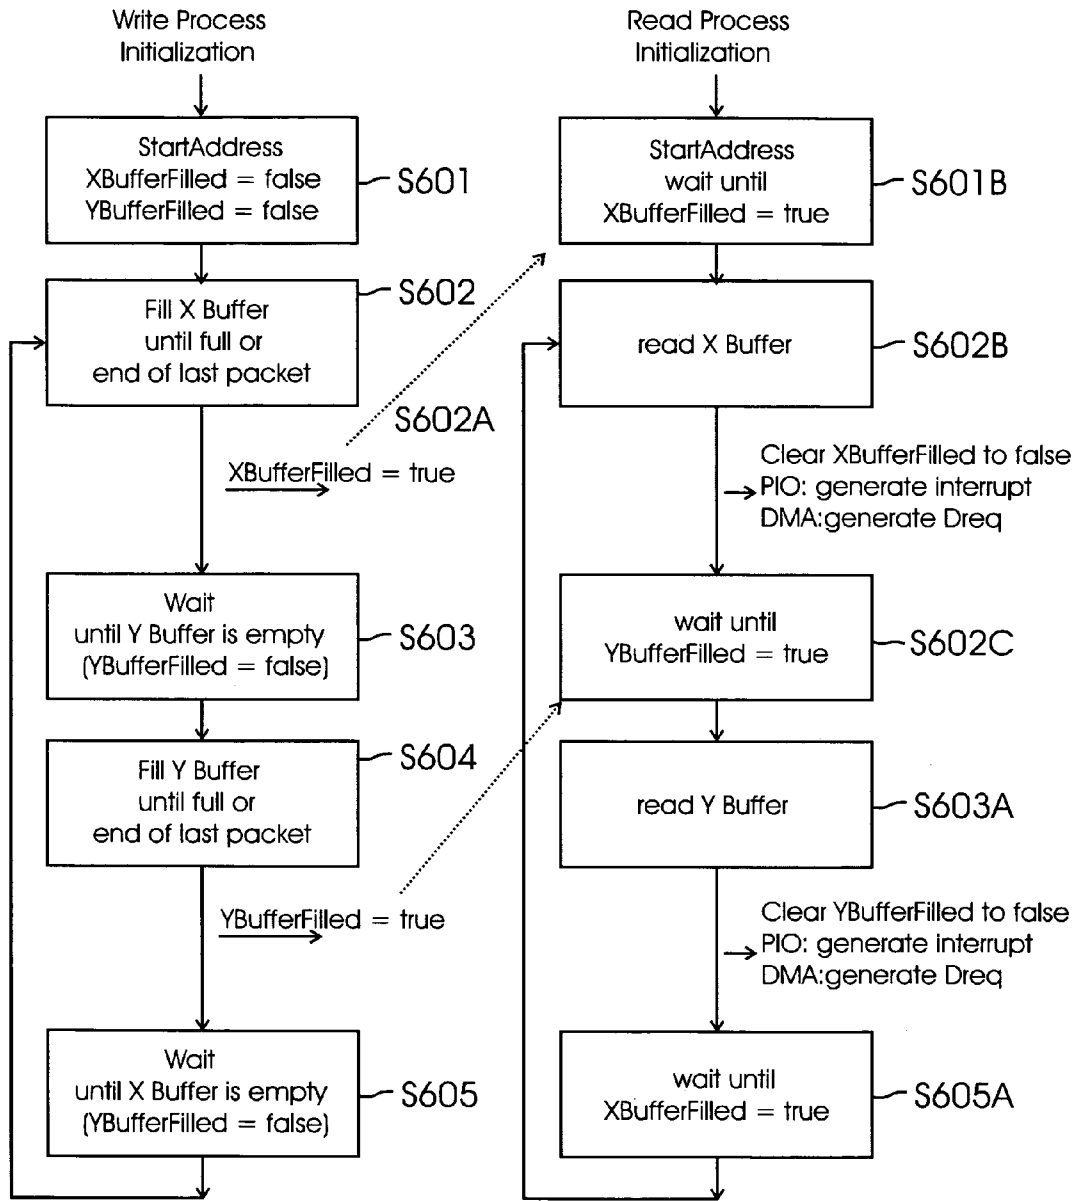 Write Process
Initialization
StartAddress
XBufferFilled = false
YBufferFilled = false
S601
Fill X Buffer
until full or
end of last packet
S602
S602A
XBufferFilled = true
Wait
until Y Buffer is empty
(YBufferFilled = false)
S603
Fill Y Buffer
until full or
end of last packet
S604
YBufferFilled = true
Wait
until X Buffer is empty
(YBufferFilled = false)
S605
Read Process
Initialization
StartAddress
wait until
XBufferFilled = true
S601B
read X Buffer
S602B
Clear XBufferFilled to false
PIO: generate interrupt
DMA:generate Dreq
wait until
YBufferFilled = true
S602C
read Y Buffer
S603A
Clear YBufferFilled to false
PIO: generate interrupt
DMA:generate Dreq
wait until
XBufferFilled = true
S605A